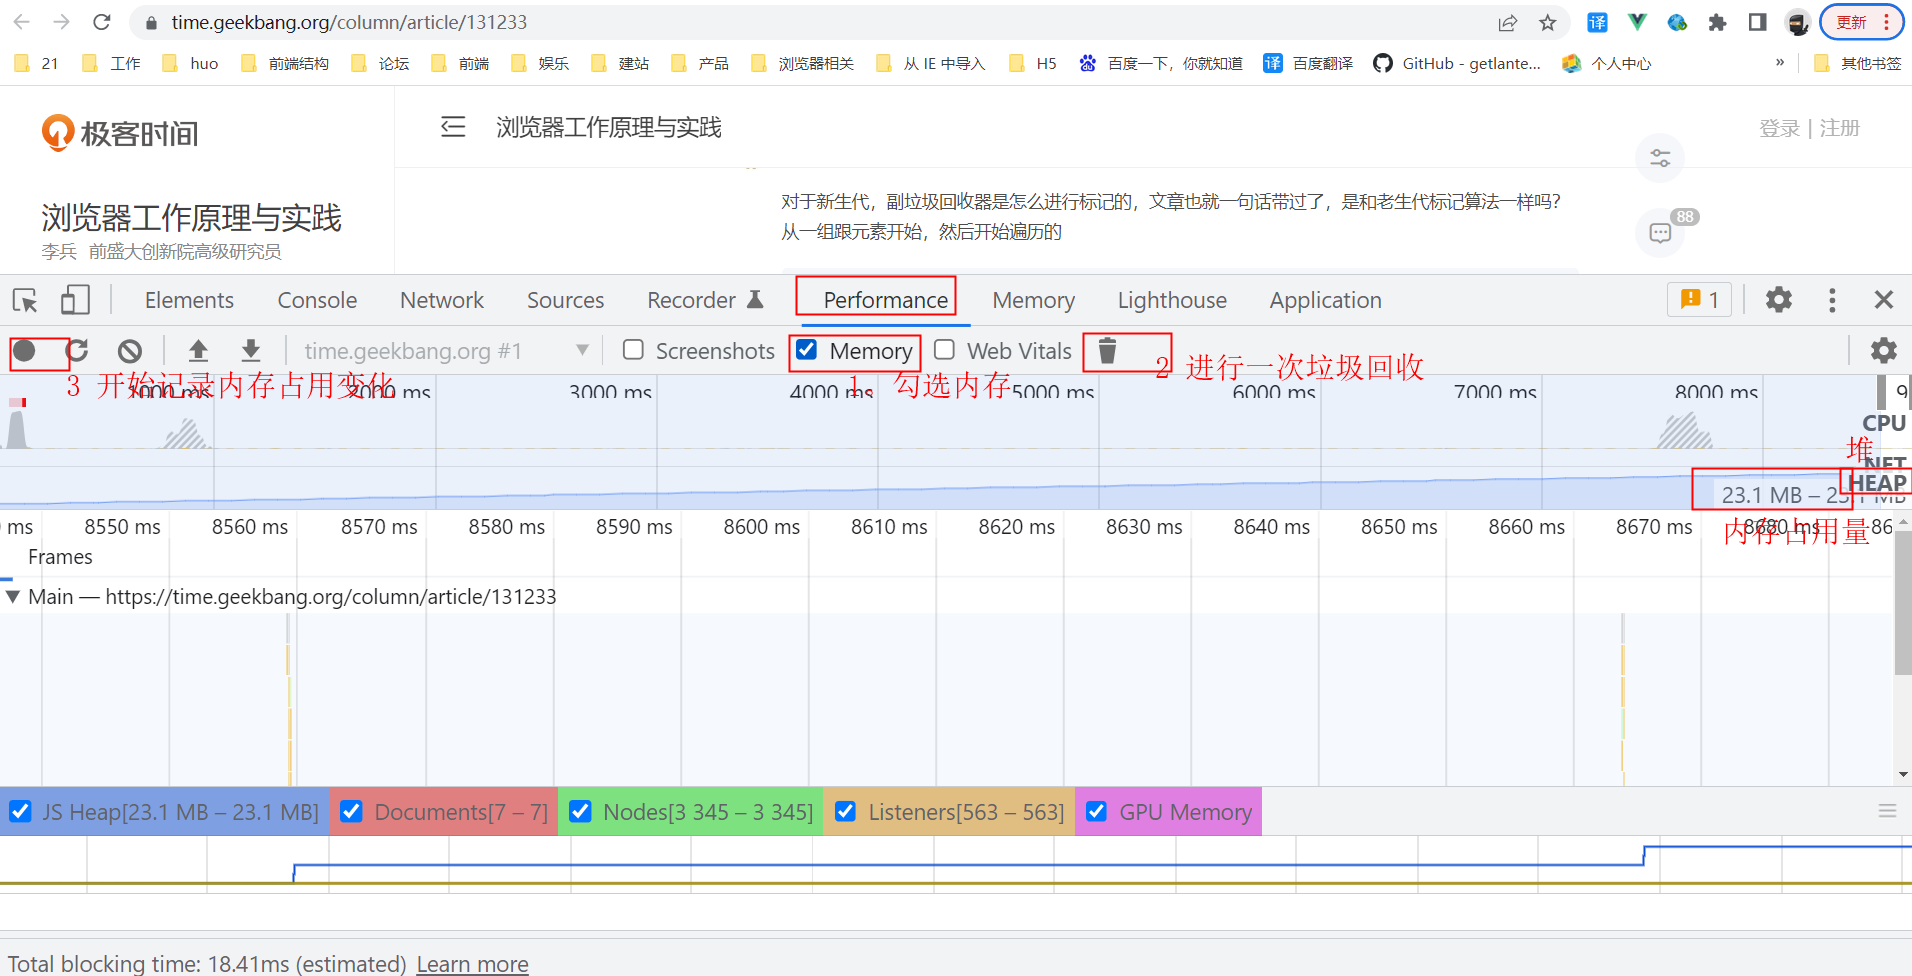 time.geekbang.org/column/article/131233
更新
21 工作 huo 前端结构 论坛 前端 娱乐 建站 产品 浏览器相关 从 IE 中导入 H5 百度一下，你就知道 译 百度翻译 GitHub - getlante... 个人中心 » 其他书签
极客时间
浏览器工作原理与实践
登录 | 注册
浏览器工作原理与实践
李兵 前盛大创新院高级研究员
对于新生代，副垃圾回收器是怎么进行标记的，文章也就一句话带过了，是和老生代标记算法一样吗？
从一组跟元素开始，然后开始遍历的
88
Elements Console Network Sources Recorder Performance Memory Lighthouse Application 1
time.geekbang.org #1 Screenshots Memory Web Vitals
2 进行一次垃圾回收
3 开始记录内存占用变化
1. 勾选内存
1000 ms 2000 ms 3000 ms 4000 ms 5000 ms 6000 ms 7000 ms 8000 ms 9
CPU
堆
NET
HEAP
23.1 MB – 23.1 MB
内存占用量
ms 8550 ms 8560 ms 8570 ms 8580 ms 8590 ms 8600 ms 8610 ms 8620 ms 8630 ms 8640 ms 8650 ms 8660 ms 8670 ms 8680 ms 86
Frames
Main — https://time.geekbang.org/column/article/131233
JS Heap[23.1 MB – 23.1 MB] Documents[7 – 7] Nodes[3 345 – 3 345] Listeners[563 – 563] GPU Memory
Total blocking time: 18.41ms (estimated) Learn more